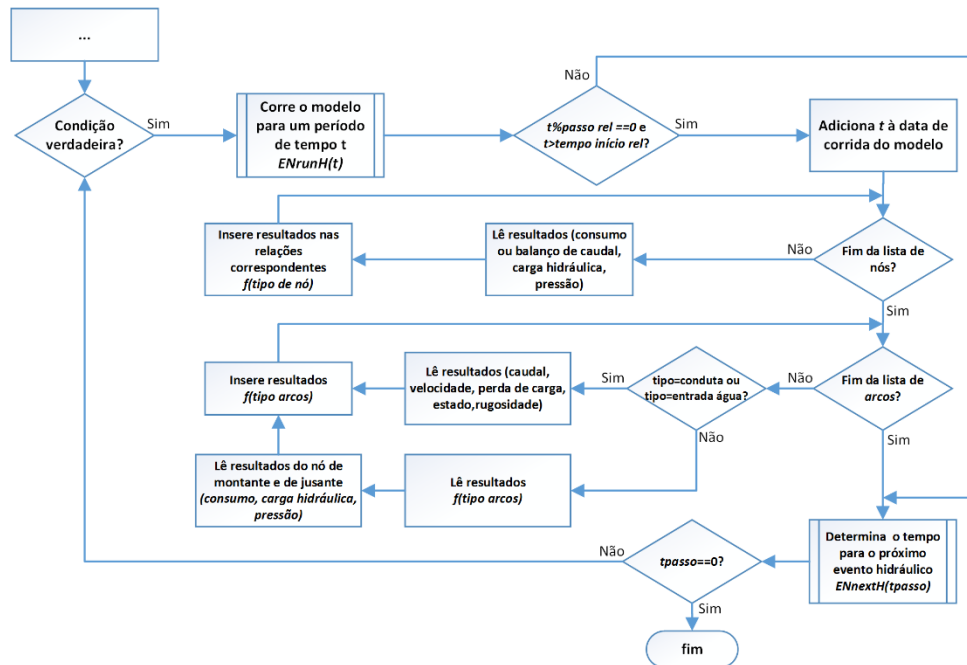 ...
Condição
verdadeira?
Sim
Corre o modelo
para um período
de tempo t
ENrunH(t)
Não
t%passo rel ==0 e
t>tempo início rel?
Sim
Adiciona t à data de
corrida do modelo
Insere resultados nas
relações
correspondentes
f(tipo de nó)
Lê resultados (consumo
ou balanço de caudal,
carga hidráulica,
pressão)
Não
Fim da lista de
nós?
Sim
Insere resultados
f(tipo arcos)
Lê resultados (caudal,
velocidade, perda de carga,
estado,rugosidade)
Sim
tipo=conduta ou
tipo=entrada água?
Não
Fim da lista de
arcos?
Não
Sim
Lê resultados do nó de
montante e de jusante
(consumo, carga hidráulica,
pressão)
Lê resultados
f(tipo arcos)
Não
tpasso==0?
Determina o tempo
para o próximo
evento hidráulico
ENnextH(tpasso)
Sim
fim